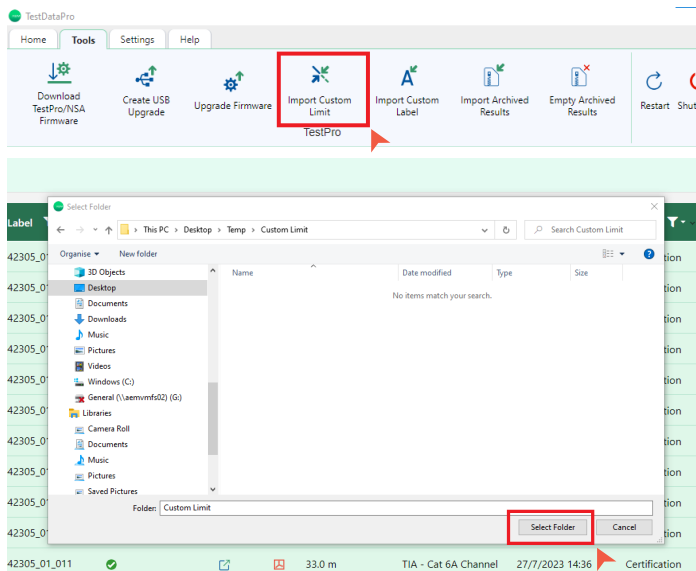 TestDataPro
Home Tools Settings Help
Download TestPro/NSA Firmware
Create USB Upgrade
Upgrade Firmware
Import Custom Limit
Import Custom Label
Import Archived Results
Empty Archived Results
Restart
Shut
TestPro
Label
Select Folder
This PC > Desktop > Temp > Custom Limit
Search Custom Limit
Organise New folder
Name Date modified Type Size
No items match your search.
3D Objects
Desktop
Documents
Downloads
Music
Pictures
Videos
Windows (C:)
General (\\aemvmfs02) (G:)
Libraries
Camera Roll
Documents
Music
Pictures
Saved Pictures
Folder: Custom Limit
Select Folder Cancel
42305_01 tion
42305_01 tion
42305_01 tion
42305_01 tion
42305_01 tion
42305_01 tion
42305_01 tion
42305_01 tion
42305_01 tion
42305_01 tion
42305_01_011 33.0 m TIA - Cat 6A Channel 27/7/2023 14:36 Certification